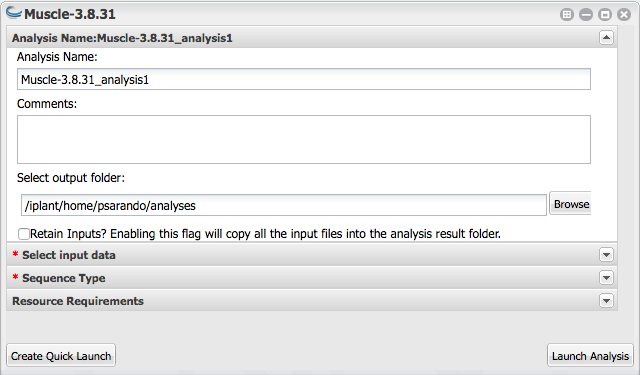 Muscle-3.8.31
Analysis Name:Muscle-3.8.31_analysis1
Analysis Name:
Muscle-3.8.31_analysis1
Comments:
Select output folder:
/iplant/home/psarando/analyses
Browse
Retain Inputs? Enabling this flag will copy all the input files into the analysis result folder.
* Select input data
* Sequence Type
Resource Requirements
Create Quick Launch
Launch Analysis